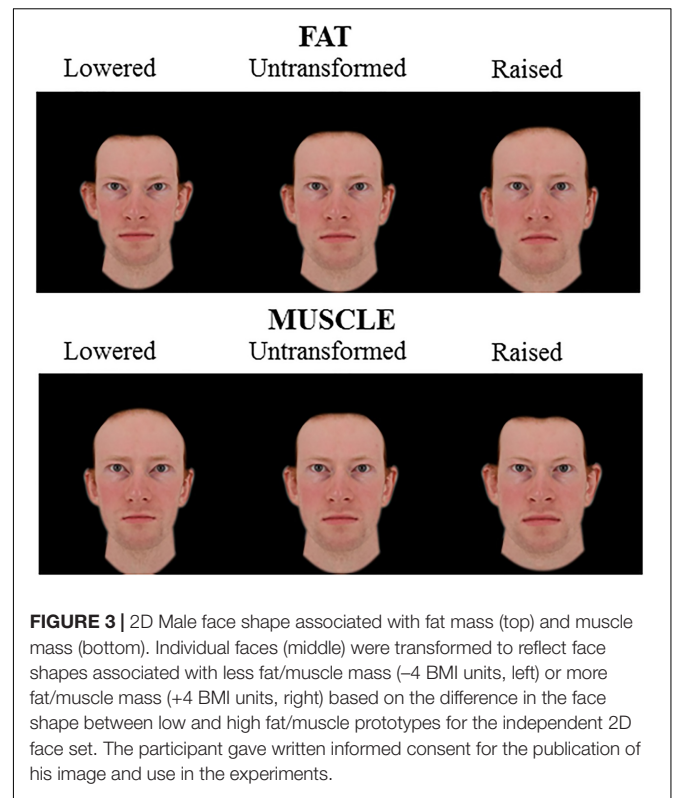 FAT
Lowered Untransformed Raised
MUSCLE
Lowered Untransformed Raised
FIGURE 3 | 2D Male face shape associated with fat mass (top) and muscle
mass (bottom). Individual faces (middle) were transformed to reflect face
shapes associated with less fat/muscle mass (–4 BMI units, left) or more
fat/muscle mass (+4 BMI units, right) based on the difference in the face
shape between low and high fat/muscle prototypes for the independent 2D
face set. The participant gave written informed consent for the publication of
his image and use in the experiments.